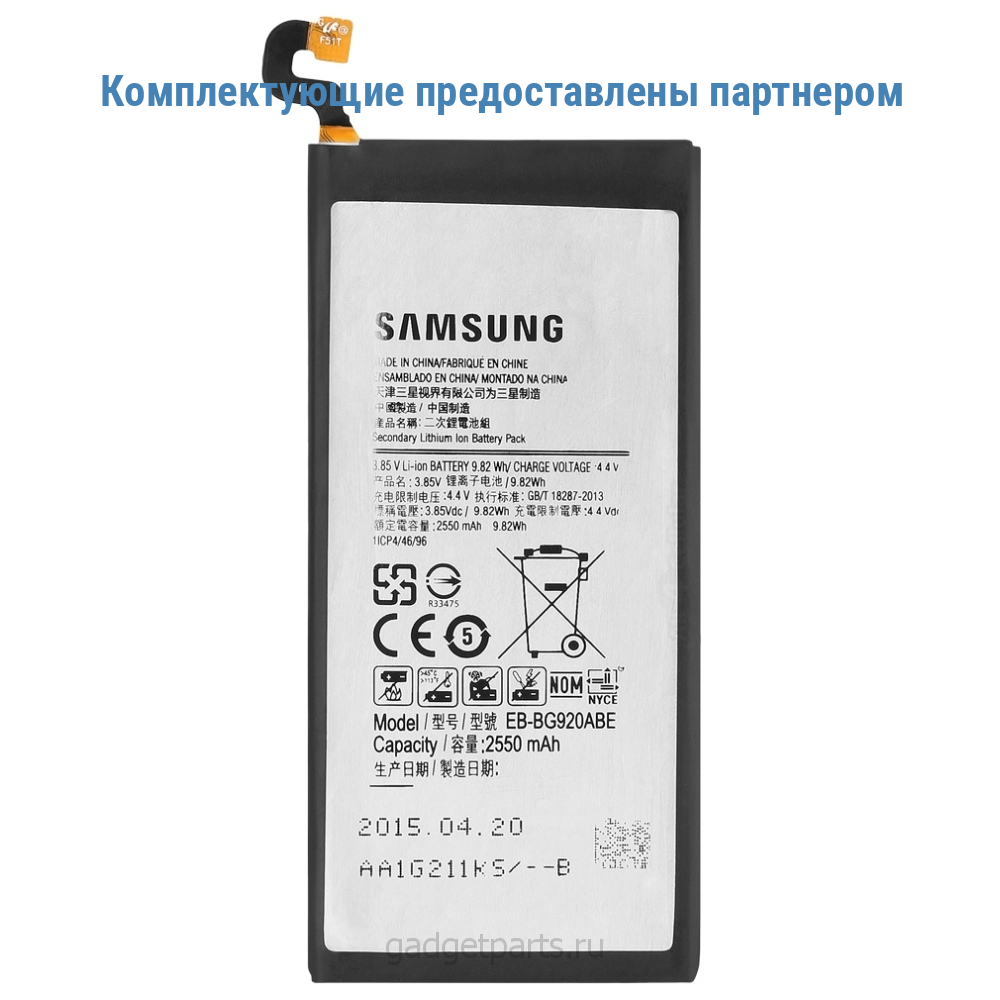 F51T
Комплектующие предоставлены партнером
SAMSUNG
MADE IN CHINA/FABRIQUÉ EN CHINE
ENSAMBLADO EN CHINA/ MONTADO NA CHINA
天津三星视界有限公司为三星制造
中國製造/ 中国制造
產品名稱: 二次鋰電池組
Secondary Lithium Ion Battery Pack
3.85 V Li-ion BATTERY 9.82 Wh/ CHARGE VOLTAGE :4.4 V
产品名: 3.85V 锂离子电池 /9.82Wh
充电限制电压:4.4 V 执行标准: GB/T 18287-2013
標稱電壓: 3.85Vdc / 9.82Wh 充電限制電壓:4.4 Vdc
額定電容量:2550 mAh 9.82Wh
1ICP4/46/96
R33475
CE 5
>45°C
>113°F
NOM
NYCE
Model / 型号/ 型號 EB-BG920ABE
Capacity /容量:2550 mAh
生产日期/製造日期:
2015.04.20
AA1G211KS/--B
gadgetparts.ru